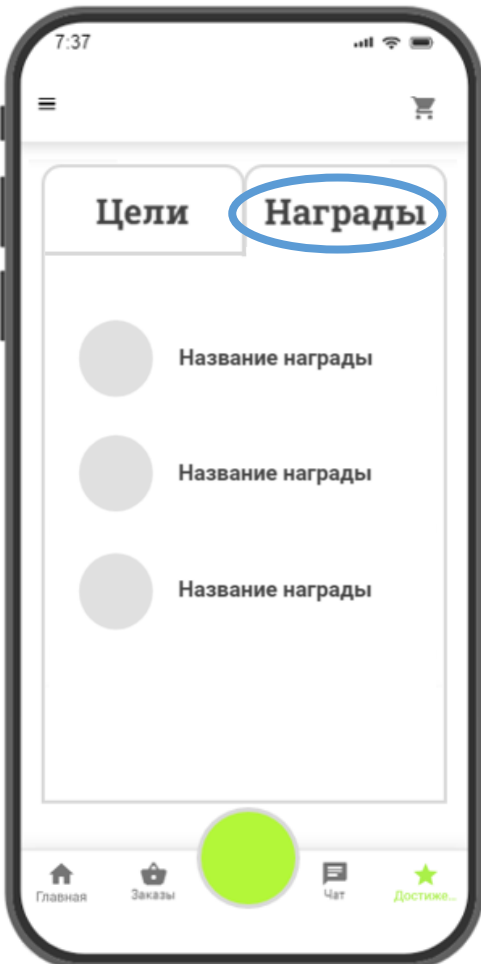 7:37
Цели
Награды
Название награды
Название награды
Название награды
Главная
Заказы
Чат
Достиже...